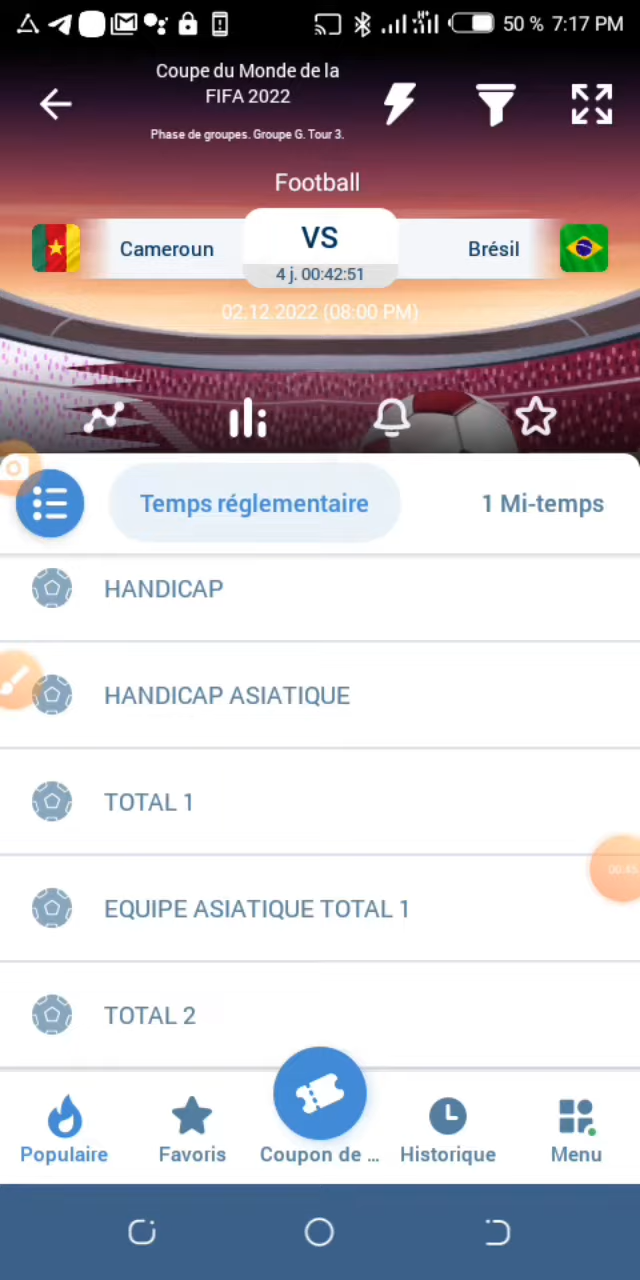 50 % 7:17 PM
Coupe du Monde de la
FIFA 2022
Phase de groupes. Groupe G. Tour 3.
Football
Cameroun
VS
Brésil
4 j. 00:42:51
02.12.2022 (08:00 PM)
Temps réglementaire
1 Mi-temps
HANDICAP
HANDICAP ASIATIQUE
TOTAL 1
00:45
EQUIPE ASIATIQUE TOTAL 1
TOTAL 2
Populaire
Favoris
Coupon de ...
Historique
Menu